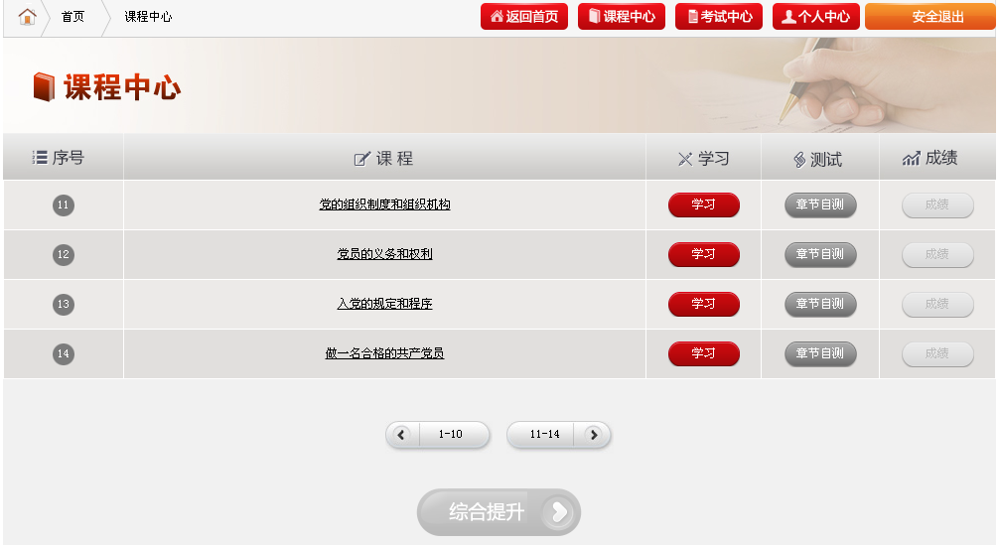 首页 课程中心 返回首页 课程中心 考试中心 个人中心 安全退出
课程中心
序号 课 程 学习 测试 成绩
11 党的组织制度和组织机构 学习 章节自测 成绩
12 党员的义务和权利 学习 章节自测 成绩
13 入党的规定和程序 学习 章节自测 成绩
14 做一名合格的共产党员 学习 章节自测 成绩
1-10 11-14
综合提升